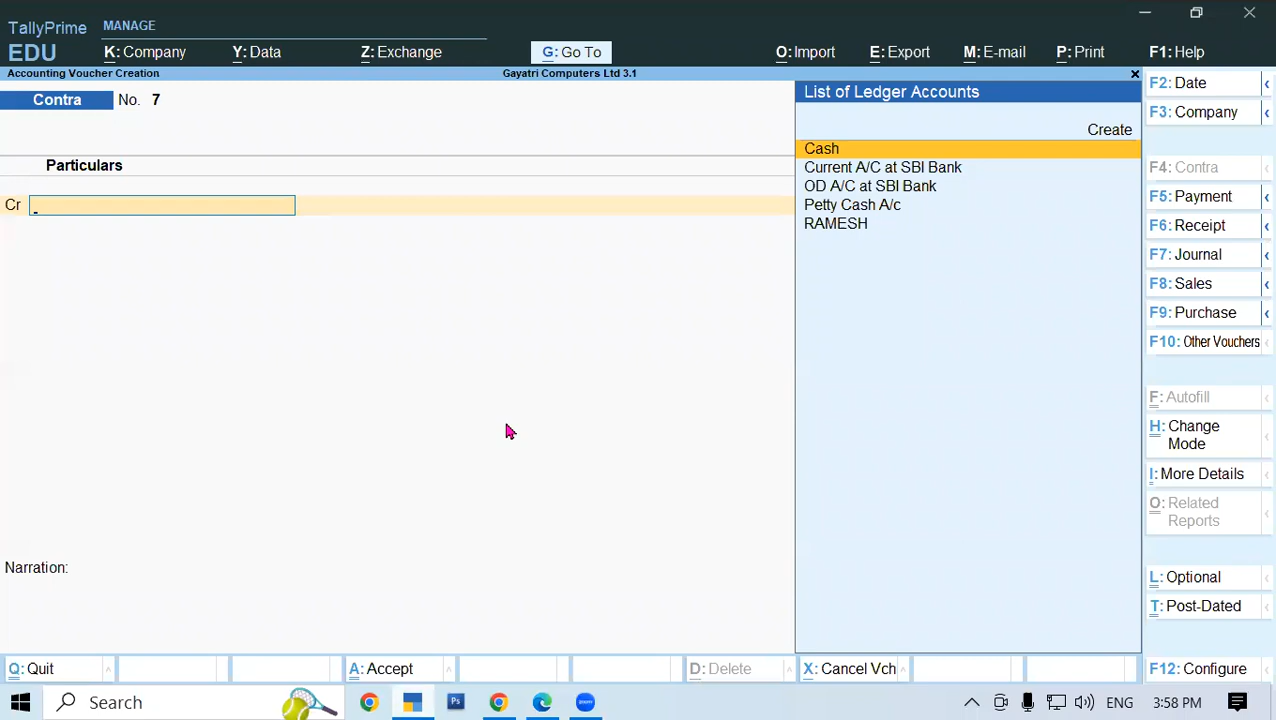 TallyPrime
EDU
MANAGE
K: Company
Y: Data
Z: Exchange
G: Go To
O: Import
E: Export
M: E-mail
P: Print
F1: Help
Accounting Voucher Creation
Gayatri Computers Ltd 3.1
Contra No. 7
Particulars
Cr
Narration:
List of Ledger Accounts
Create
Cash
Current A/C at SBI Bank
OD A/C at SBI Bank
Petty Cash A/c
RAMESH
F2: Date
F3: Company
F4: Contra
F5: Payment
F6: Receipt
F7: Journal
F8: Sales
F9: Purchase
F10: Other Vouchers
F: Autofill
H: Change
Mode
I: More Details
O: Related
Reports
L: Optional
T: Post-Dated
Q: Quit
A: Accept
D: Delete
X: Cancel Vch
F12: Configure
Search
Ps
ENG
3:58 PM